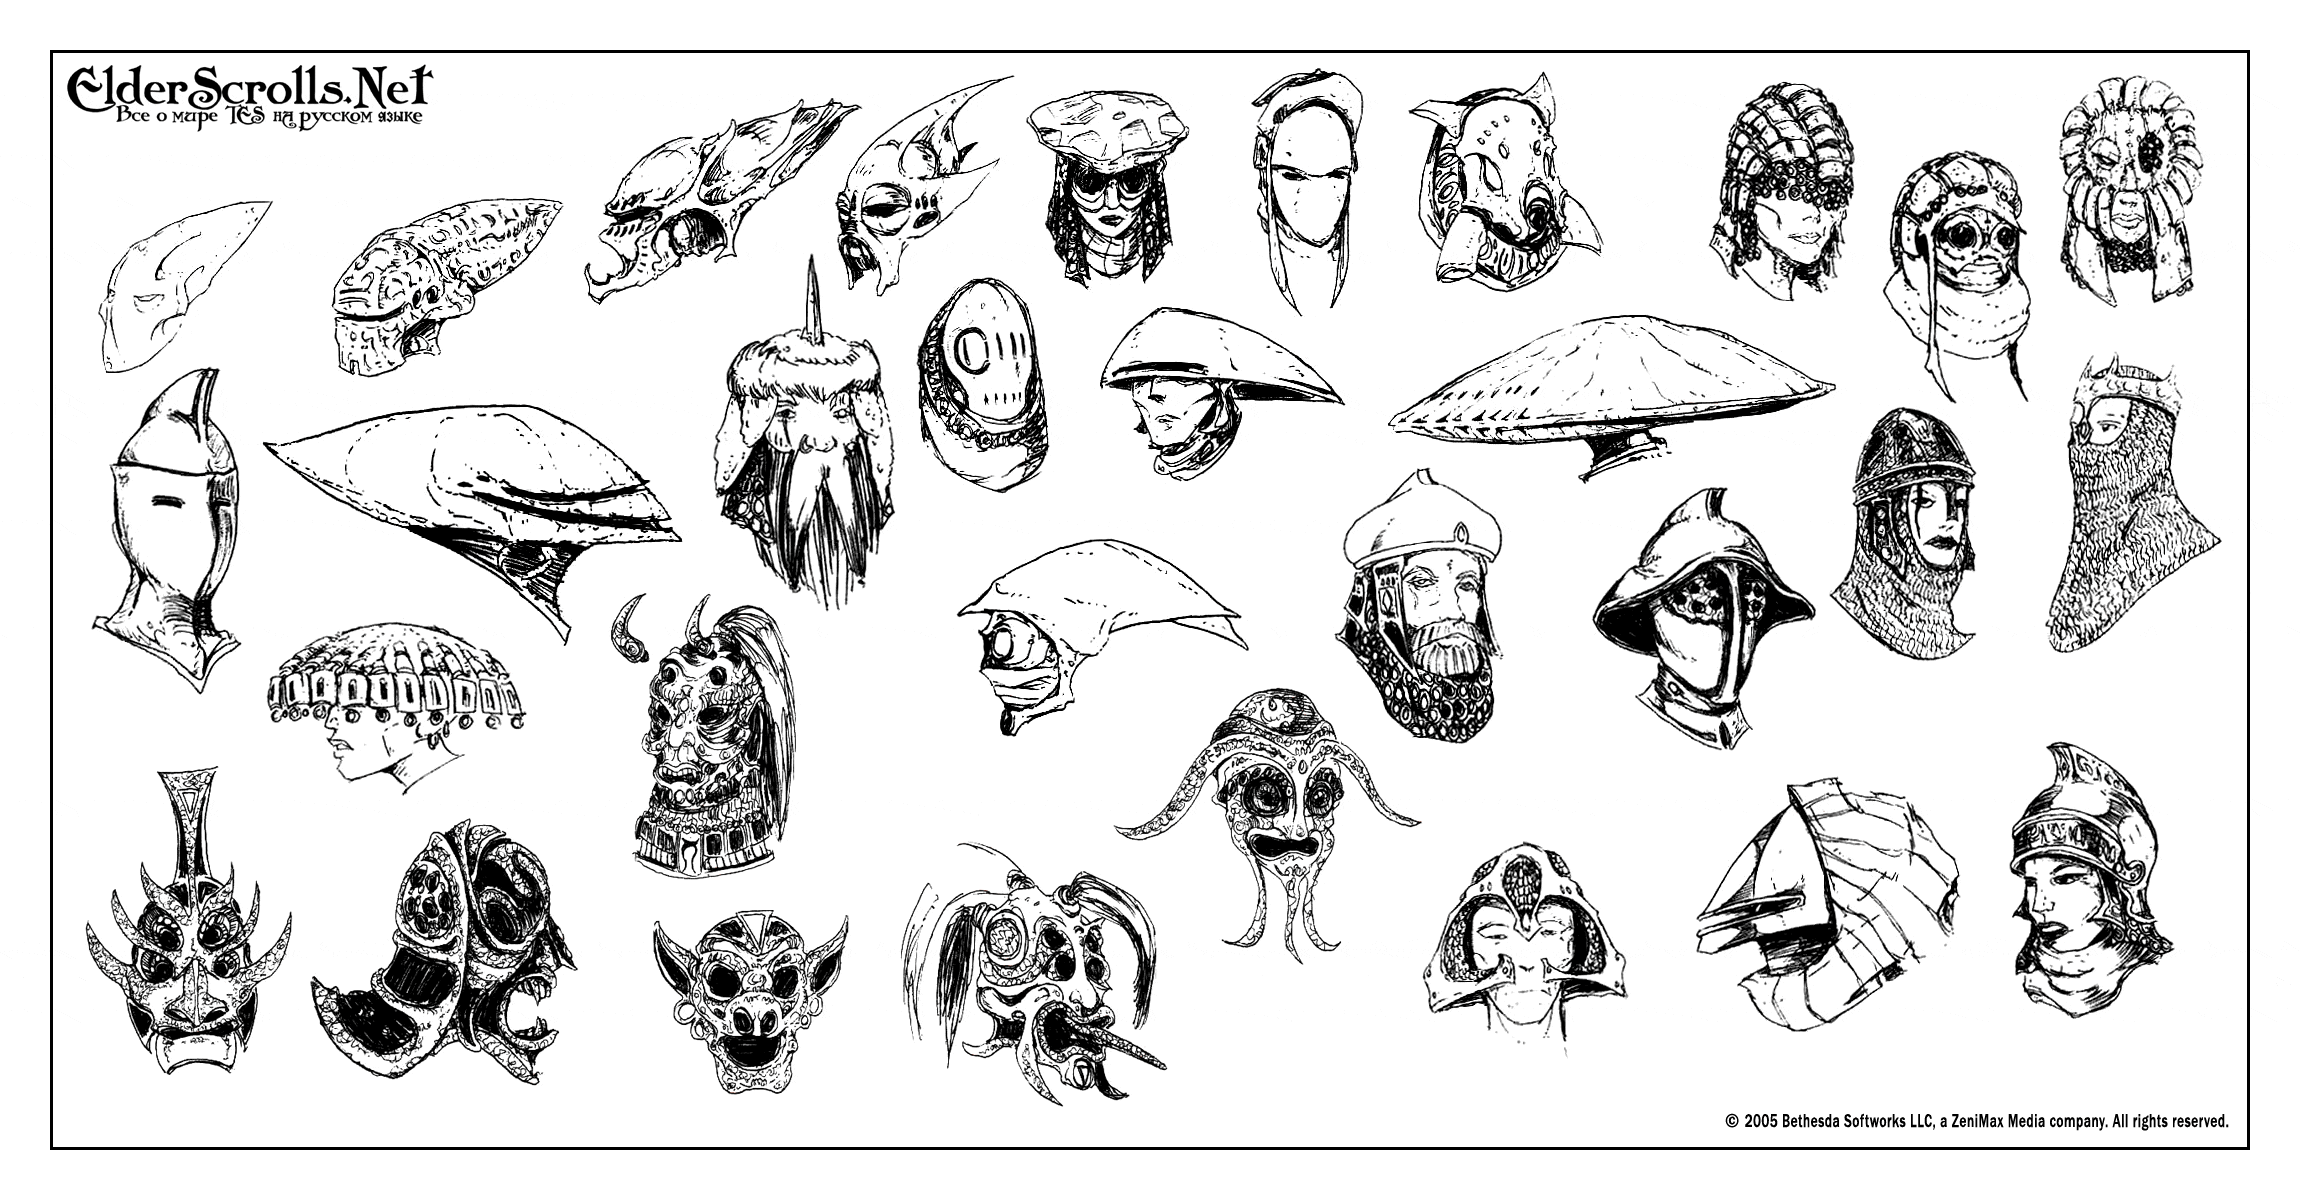 ElderScrolls.Net
Все о мире TES на русском языке
© 2005 Bethesda Softworks LLC, a ZeniMax Media company. All rights reserved.